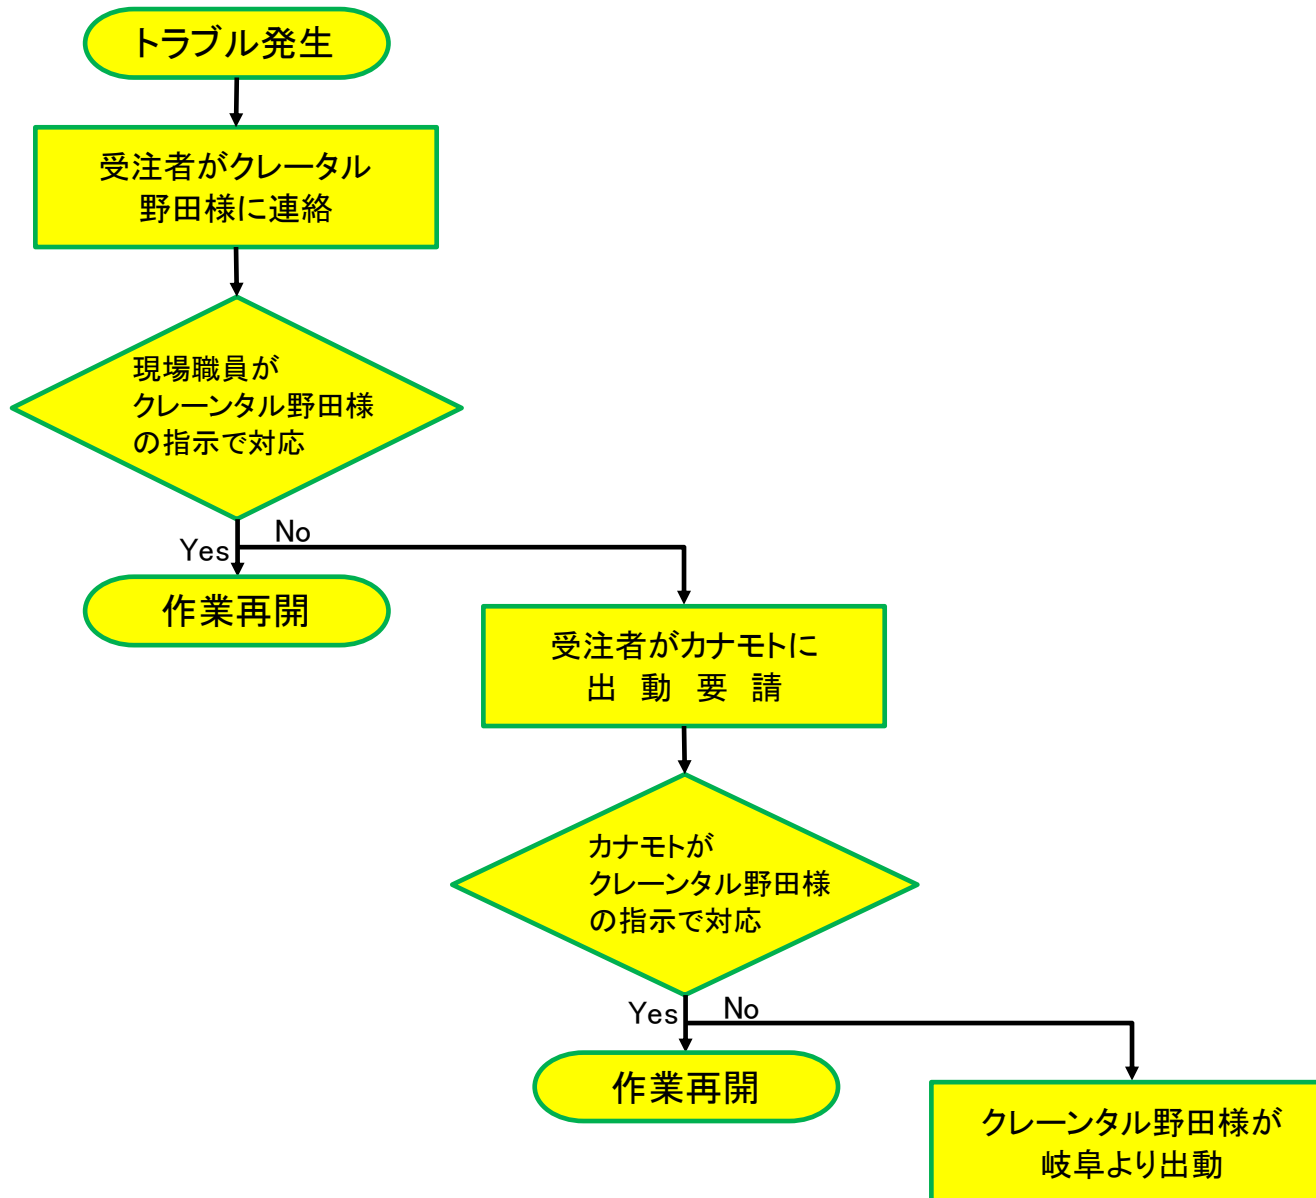 トラブル発生
受注者がクレータル
野田様に連絡
現場職員が
クレーンタル野田様
の指示で対応
Yes
No
作業再開
受注者がカナモトに
出　動　要　請
カナモトが
クレーンタル野田様
の指示で対応
Yes
No
作業再開
クレーンタル野田様が
岐阜より出動